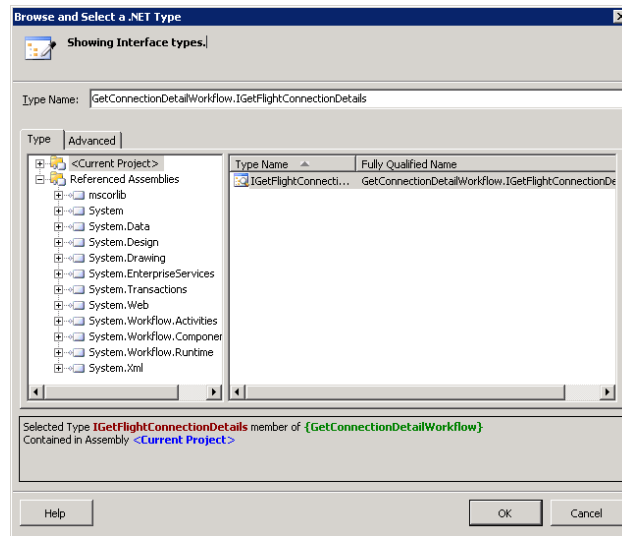 Browse and Select a .NET Type
Showing Interface types.
Type Name: GetConnectionDetailWorkflow.IGetFlightConnectionDetails
Type Advanced
<Current Project>
Referenced Assemblies
mscorlib
System
System.Data
System.Design
System.Drawing
System.EnterpriseServices
System.Transactions
System.Web
System.Workflow.Activities
System.Workflow.Componer
System.Workflow.Runtime
System.Xml
Type Name Fully Qualified Name
IGetFlightConnecti... GetConnectionDetailWorkflow.IGetFlightConnectionDe
Selected Type IGetFlightConnectionDetails member of {GetConnectionDetailWorkflow}
Contained in Assembly <Current Project>
Help OK Cancel